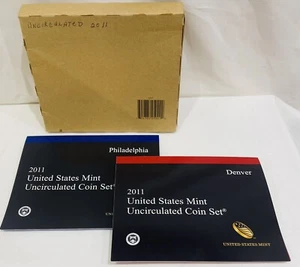 UNCIRCULATED 2011
Philadelphia
2011
United States Mint
Uncirculated Coin Set®
Denver
2011
United States Mint
Uncirculated Coin Set®
UNITED STATES MINT